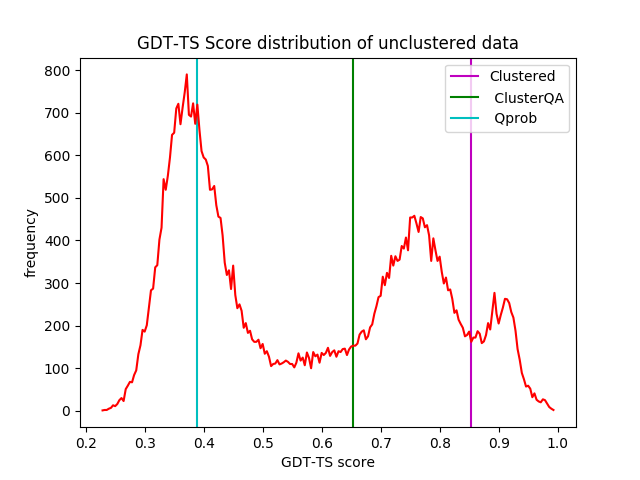 GDT-TS Score distribution of unclustered data
Clustered
ClusterQA
Qprob
frequency
800
700
600
500
400
300
200
100
0
0.2 0.3 0.4 0.5 0.6 0.7 0.8 0.9 1.0
GDT-TS score